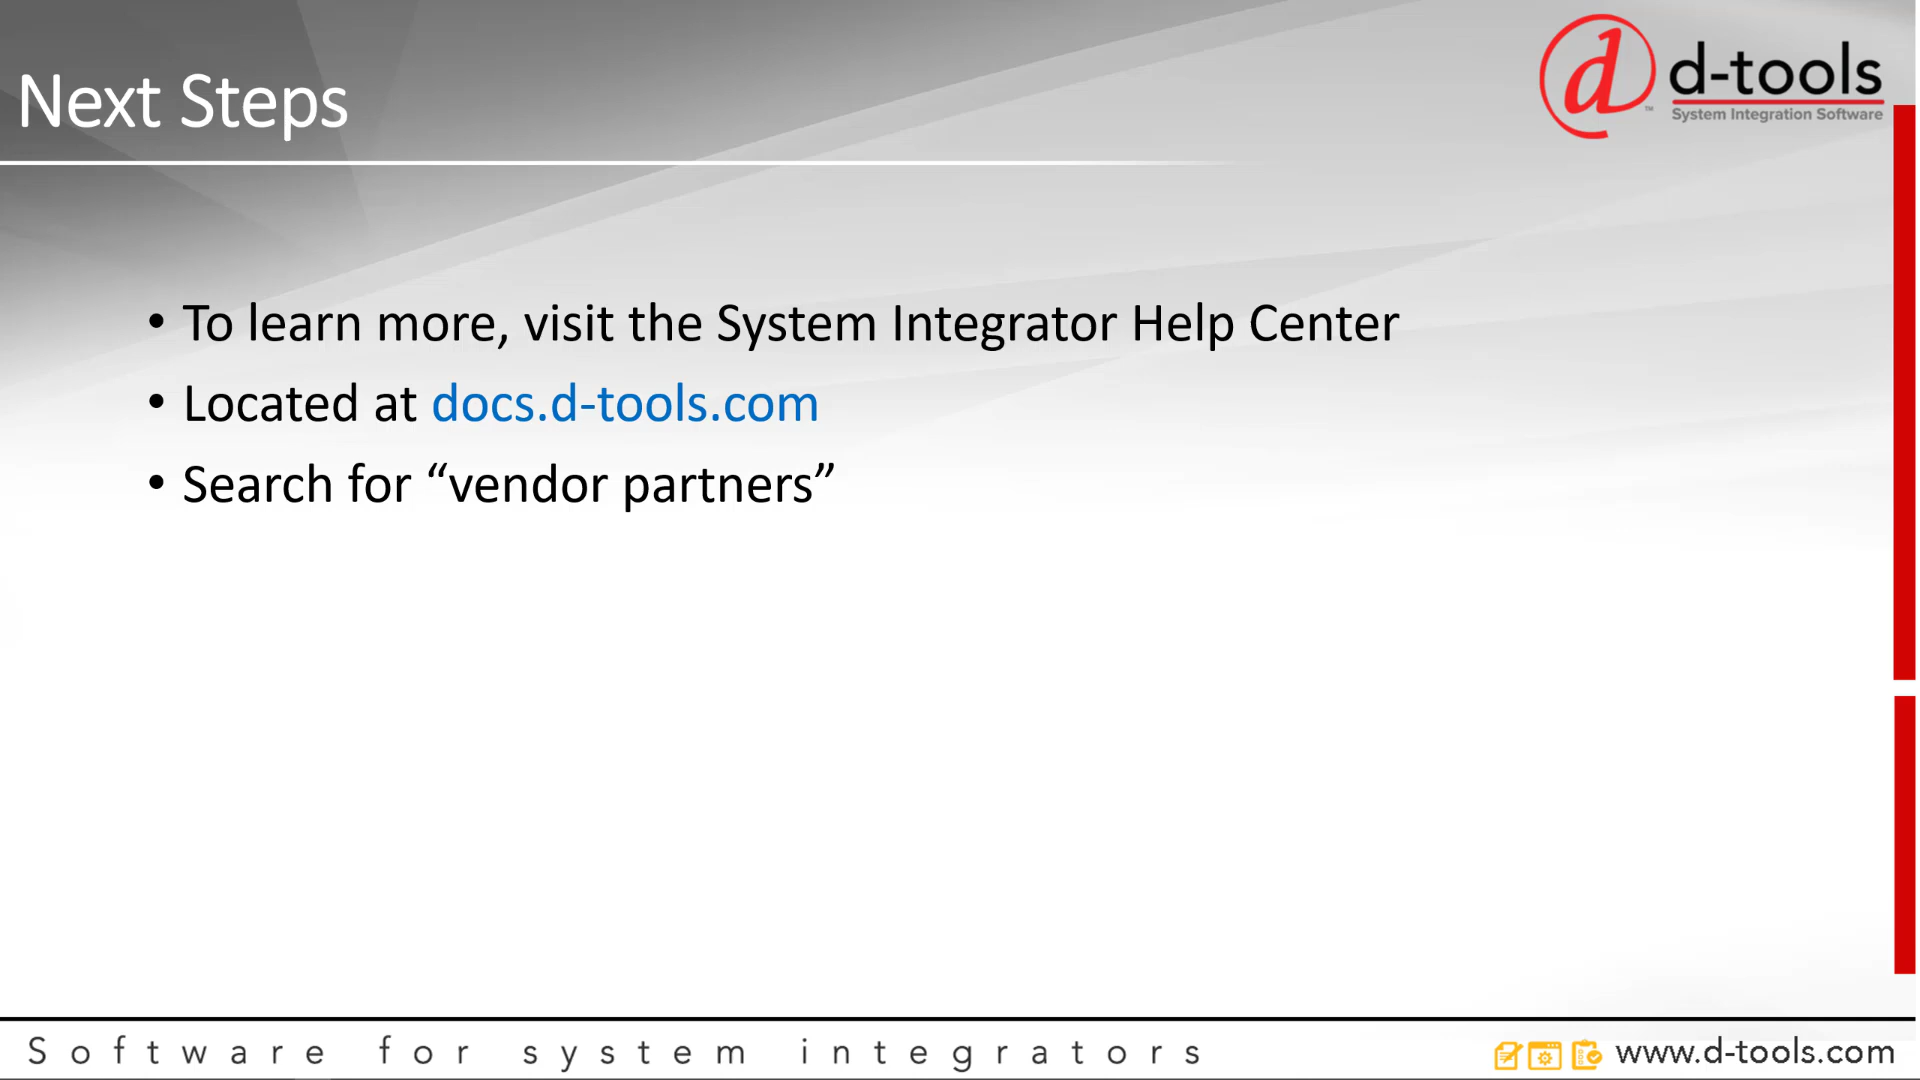 Next Steps
d-tools
™
System Integration Software
• To learn more, visit the System Integrator Help Center
• Located at docs.d-tools.com
• Search for “vendor partners”
Software for system integrators
www.d-tools.com